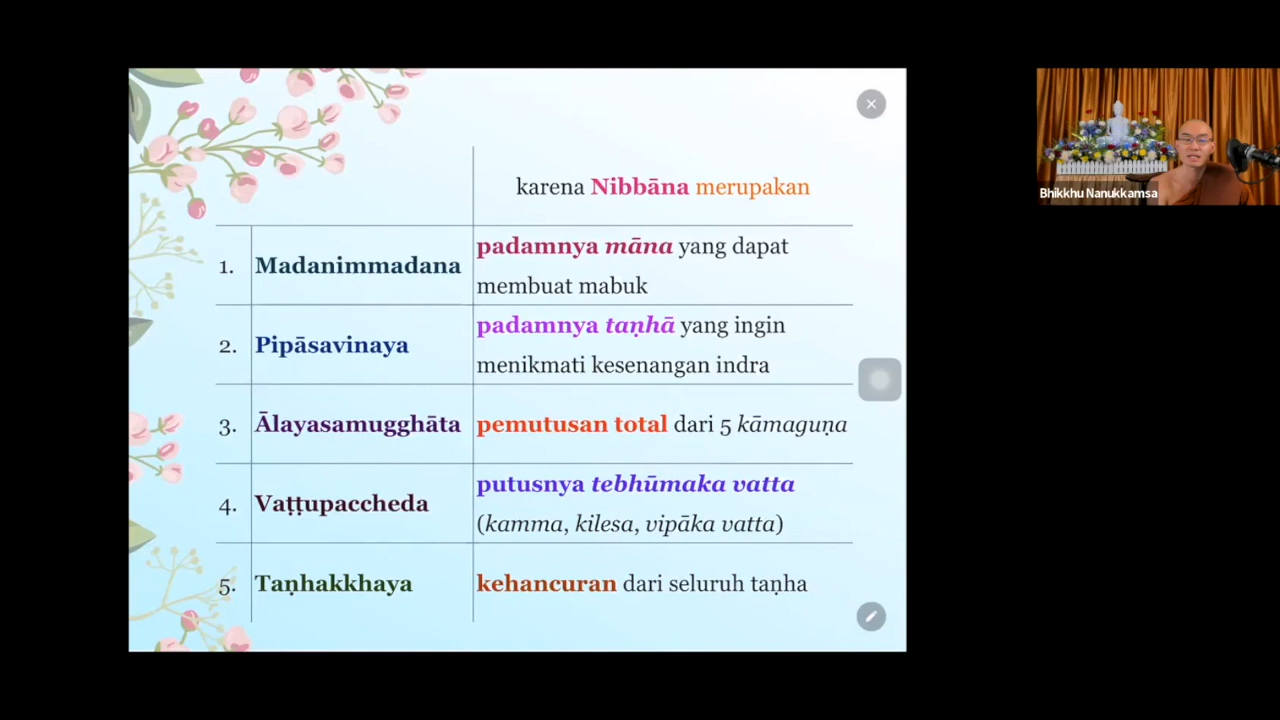 karena Nibbāna merupakan
1. Madanimmadana
padamnya māna yang dapat
membuat mabuk
2. Pipāsavinaya
padamnya taṇhā yang ingin
menikmati kesenangan indra
3. Ālayasamugghāta
pemutusan total dari 5 kāmaguṇa
4. Vaṭṭupaccheda
putusnya tebhūmaka vatta
(kamma, kilesa, vipāka vatta)
5. Taṇhakkhaya
kehancuran dari seluruh taṇha
Bhikkhu Nanukkamsa